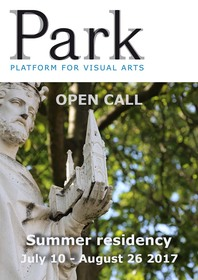 Park
PLATFORM FOR VISUAL ARTS
OPEN CALL
Summer residency
July 10 - August 26 2017